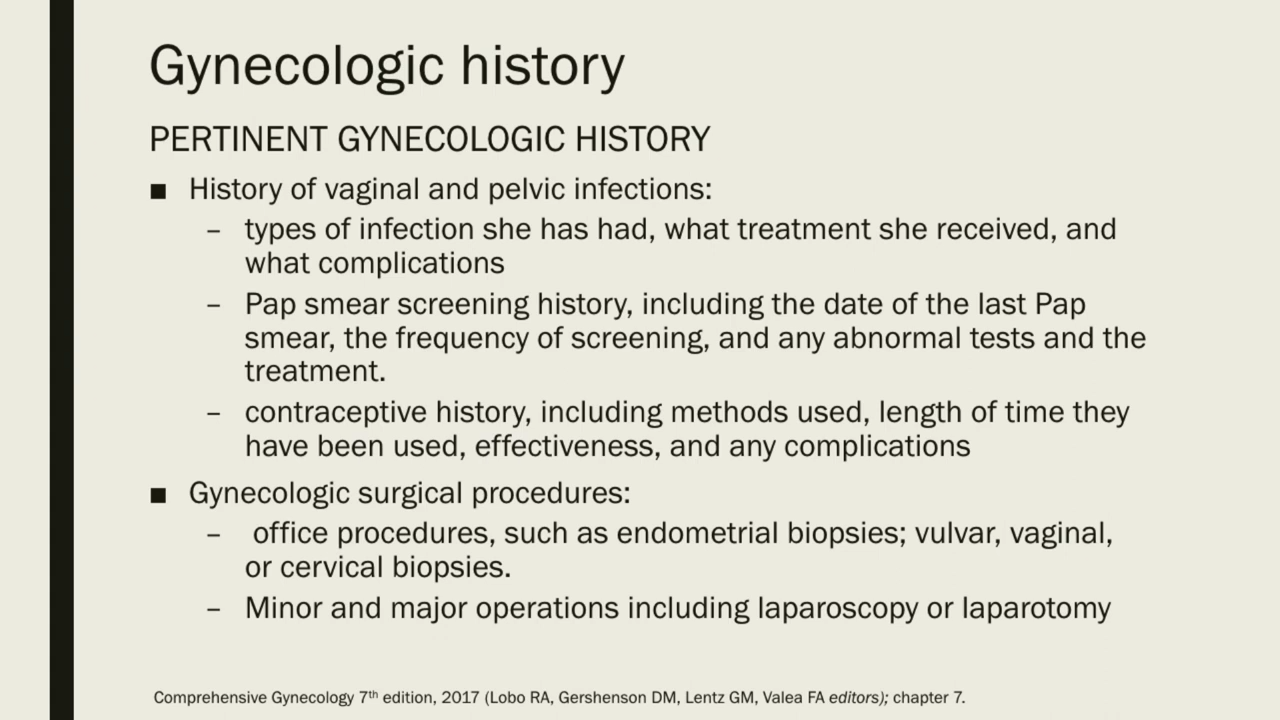 Gynecologic history
PERTINENT GYNECOLOGIC HISTORY
■ History of vaginal and pelvic infections:
– types of infection she has had, what treatment she received, and
what complications
– Pap smear screening history, including the date of the last Pap
smear, the frequency of screening, and any abnormal tests and the
treatment.
– contraceptive history, including methods used, length of time they
have been used, effectiveness, and any complications
■ Gynecologic surgical procedures:
– office procedures, such as endometrial biopsies; vulvar, vaginal,
or cervical biopsies.
– Minor and major operations including laparoscopy or laparotomy
Comprehensive Gynecology 7th edition, 2017 (Lobo RA, Gershenson DM, Lentz GM, Valea FA editors); chapter 7.